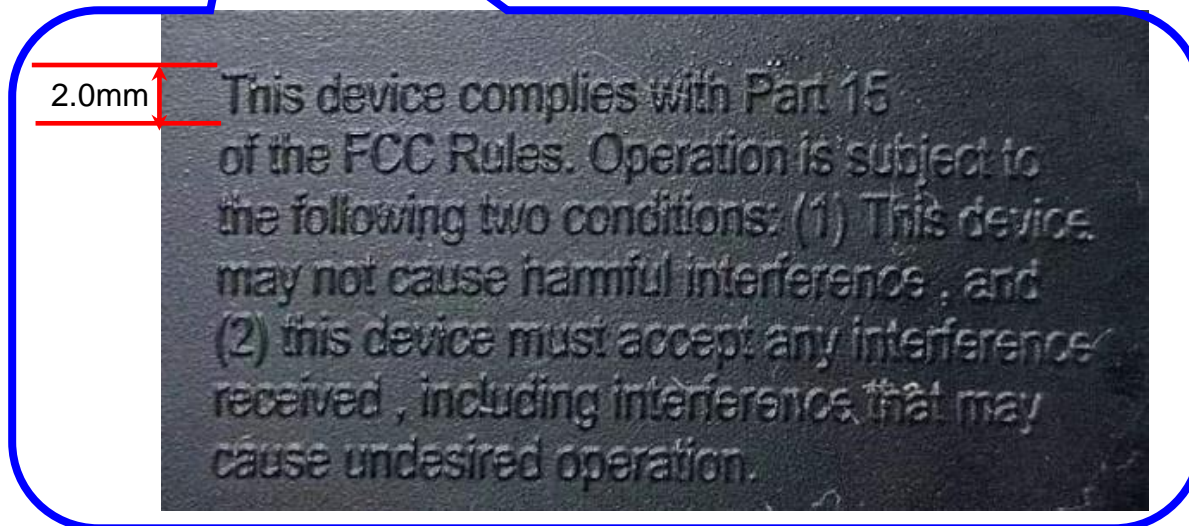 2.0mm
This device complies with Part 15
of the FCC Rules. Operation is subject to
the following two conditions: (1) This device
may not cause harmful interference , and
(2) this device must accept any interference
received , including interference that may
cause undesired operation.